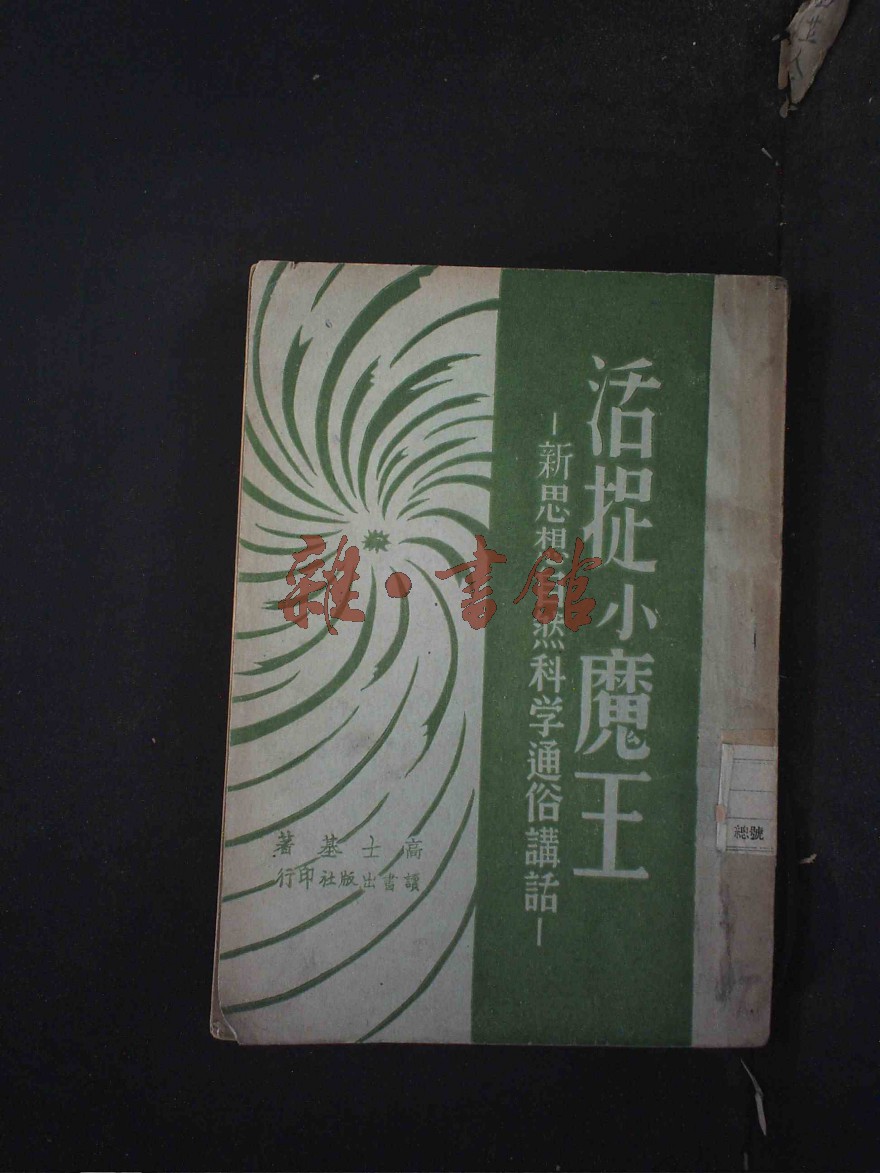 活捉小魔王
—新思想自然科学通俗講話—
高士基著
讀書出版社印行
總號
雜·書館